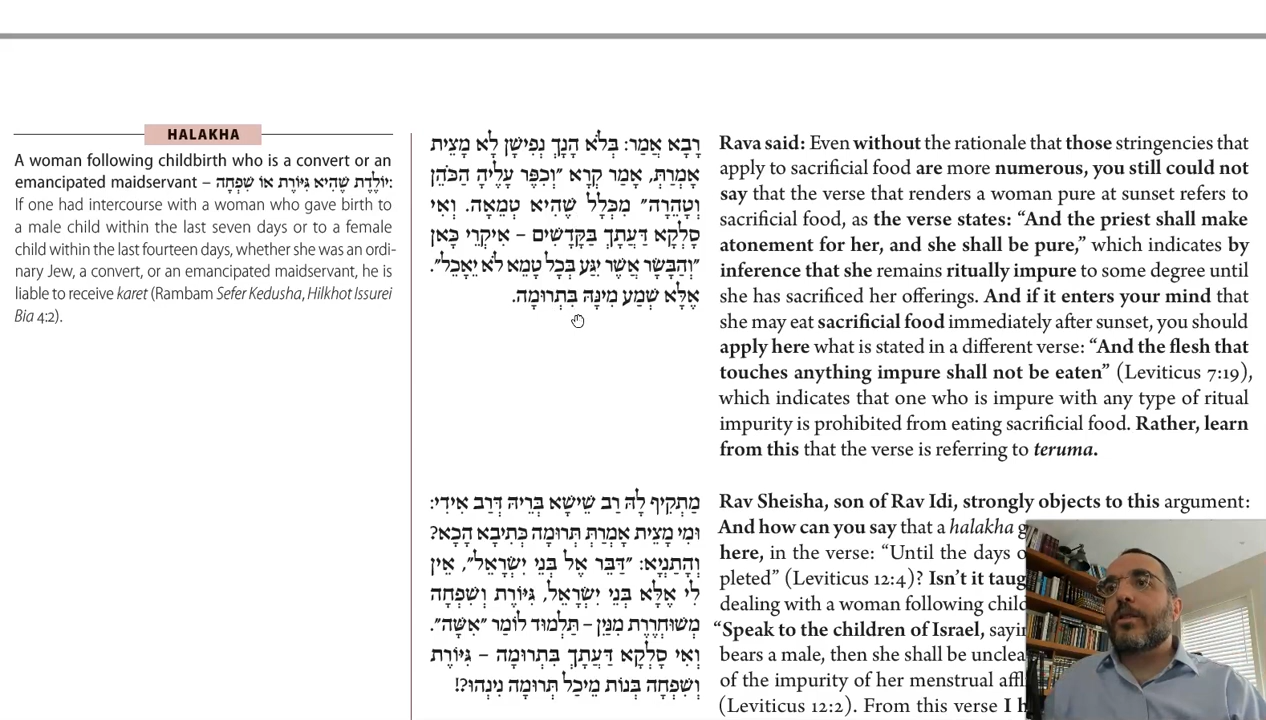 HALAKHA
A woman following childbirth who is a convert or an
emancipated maidservant – יוֹלֶדֶת שֶׁהִיא גִּיּוֹרֶת אוֹ שִׁפְחָה:
If one had intercourse with a woman who gave birth to
a male child within the last seven days or to a female
child within the last fourteen days, whether she was an ordi-
nary Jew, a convert, or an emancipated maidservant, he is
liable to receive karet (Rambam Sefer Kedusha, Hilkhot Issurei
Bia 4:2).
רָבָא אֲמַר: בְּלֹא הָנָךְ נְפִישָׁן לָא מָצֵית
אָמְרַתְּ, אָמַר קְרָא ״וְכִפֶּר עָלֶיהָ הַכֹּהֵן
וְטָהֵרָה״ מִכְּלָל שֶׁהִיא טְמֵאָה. וְאִי
סָלְקָא דַּעְתָּךְ בַּקֳּדָשִׁים – אִיקְּרֵי כָּאן
״וְהַבָּשָׂר אֲשֶׁר יִגַּע בְּכׇל טָמֵא לֹא יֵאָכֵל״.
אֶלָּא שְׁמַע מִינַּהּ בִּתְרוּמָה.
מַתְקֵיף לַהּ רַב שֵׁישָׁא בְּרֵיהּ דְּרַב אִידִי:
וּמִי מָצֵית אָמְרַתְּ תְּרוּמָה כְּתִיבָא הָכָא?
וְהָתַנְיָא: ״דַּבֵּר אֶל בְּנֵי יִשְׂרָאֵל״, אֵין
לִי אֶלָּא בְּנֵי יִשְׂרָאֵל, גִּיּוֹרֶת וְשִׁפְחָה
מְשׁוּחְרֶרֶת מִנַּיִן – תַּלְמוּד לוֹמַר ״אִשָּׁה״.
וְאִי סָלְקָא דַּעְתָּךְ בִּתְרוּמָה – גִּיּוֹרֶת
וְשִׁפְחָה בְּנוֹת מֵיכַל תְּרוּמָה נִינְהוּ?!
Rava said: Even without the rationale that those stringencies that
apply to sacrificial food are more numerous, you still could not
say that the verse that renders a woman pure at sunset refers to
sacrificial food, as the verse states: “And the priest shall make
atonement for her, and she shall be pure,” which indicates by
inference that she remains ritually impure to some degree until
she has sacrificed her offerings. And if it enters your mind that
she may eat sacrificial food immediately after sunset, you should
apply here what is stated in a different verse: “And the flesh that
touches anything impure shall not be eaten” (Leviticus 7:19),
which indicates that one who is impure with any type of ritual
impurity is prohibited from eating sacrificial food. Rather, learn
from this that the verse is referring to teruma.
Rav Sheisha, son of Rav Idi, strongly objects to this argument:
And how can you say that a halakha
here, in the verse: “Until the days
pleted” (Leviticus 12:4)? Isn’t it
dealing with a woman following
“Speak to the children of Israel,
bears a male, then she shall be
of the impurity of her menstrual
(Leviticus 12:2). From this verse I